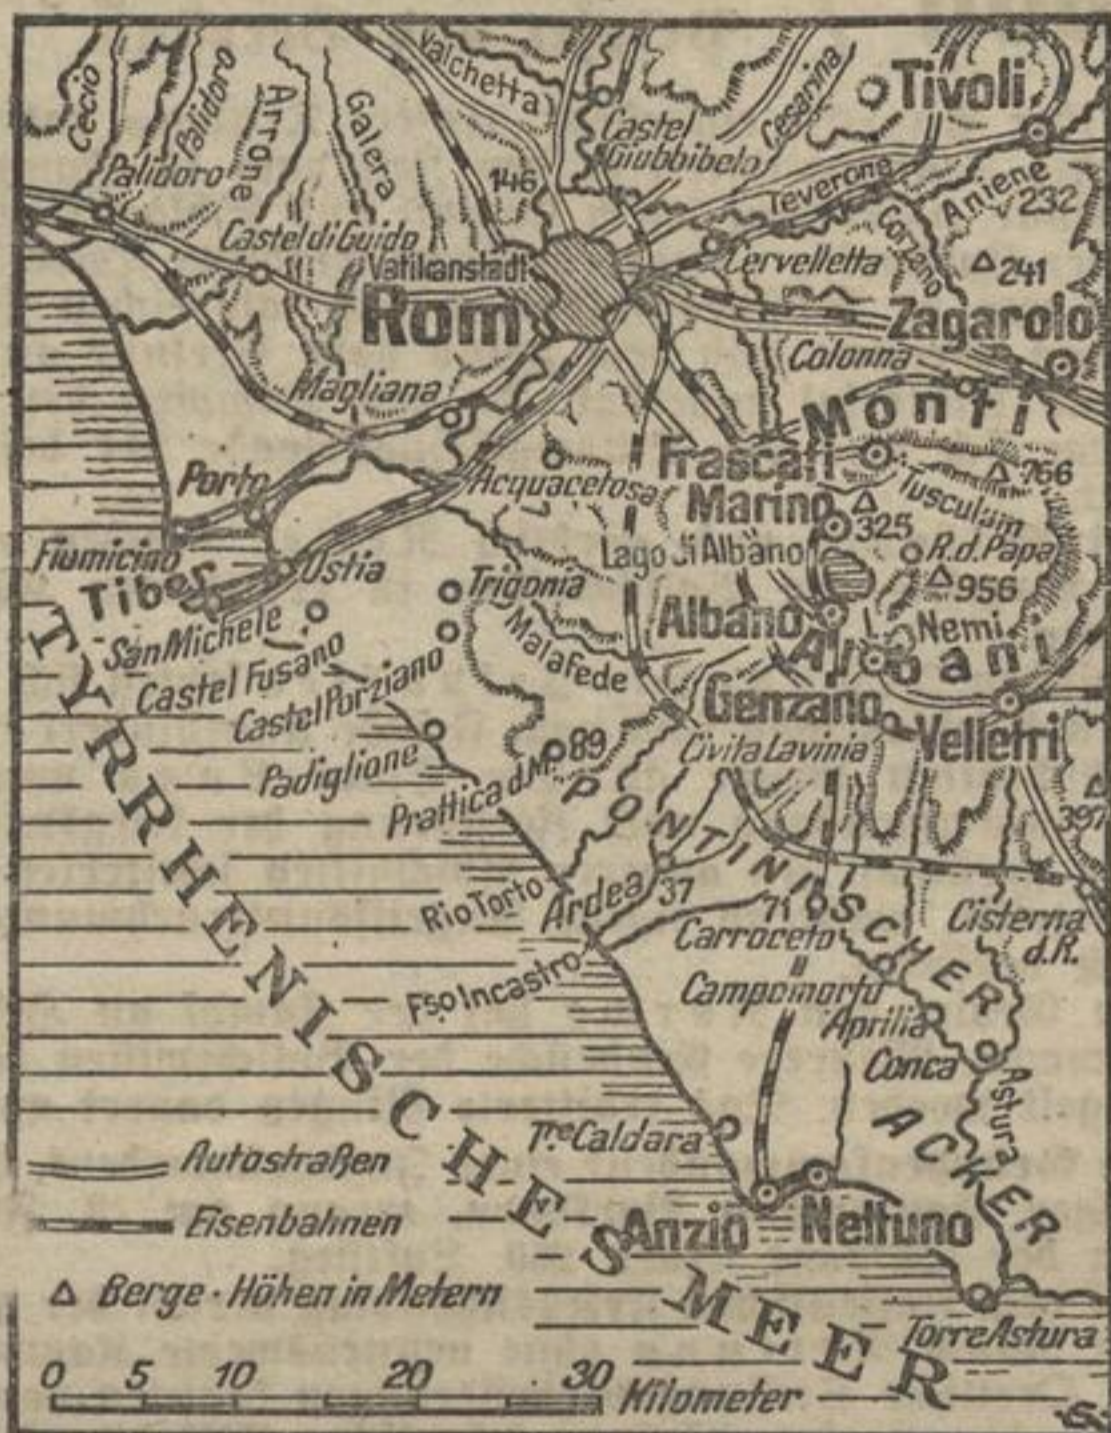 Cecio
Palidoro
Arrone
Galera
Valchetta
Cesarina
Tivoli
Castel
Giubbibelo
Palidoro
146
Teverone
Aniene
232
Castel di Guido
Vatikanstadt
Cervelletta
Corzano
241
Rom
Zagarolo
Colonna
Magliana
Monti
Frascati
766
Porto
Acquacetosa
Marino
Tusculum
325
Fiumicino
Ostia
Lago di Albano
R.d.Papa
956
Tiber
Trigonia
San Michele
Malafede
Albano
Nemi
Castel Fusano
Albani
Castel Porziano
Genzano
Velletri
Padiglione
89
Civita Lavinia
Prattica d.M.
397
PONTINISCHER
Rio Torto
Ardea
37
71
Carroceto
Cisterna
d.R.
Fso Incastro
Campomorto
Aprilia
Conca
Astura
ACKER
Tre Caldara
Autostraßen
Eisenbahnen
Anzio
Nettuno
Berge · Höhen in Metern
TYRRHENISCHES MEER
Torre Astura
0 5 10 20 30
Kilometer